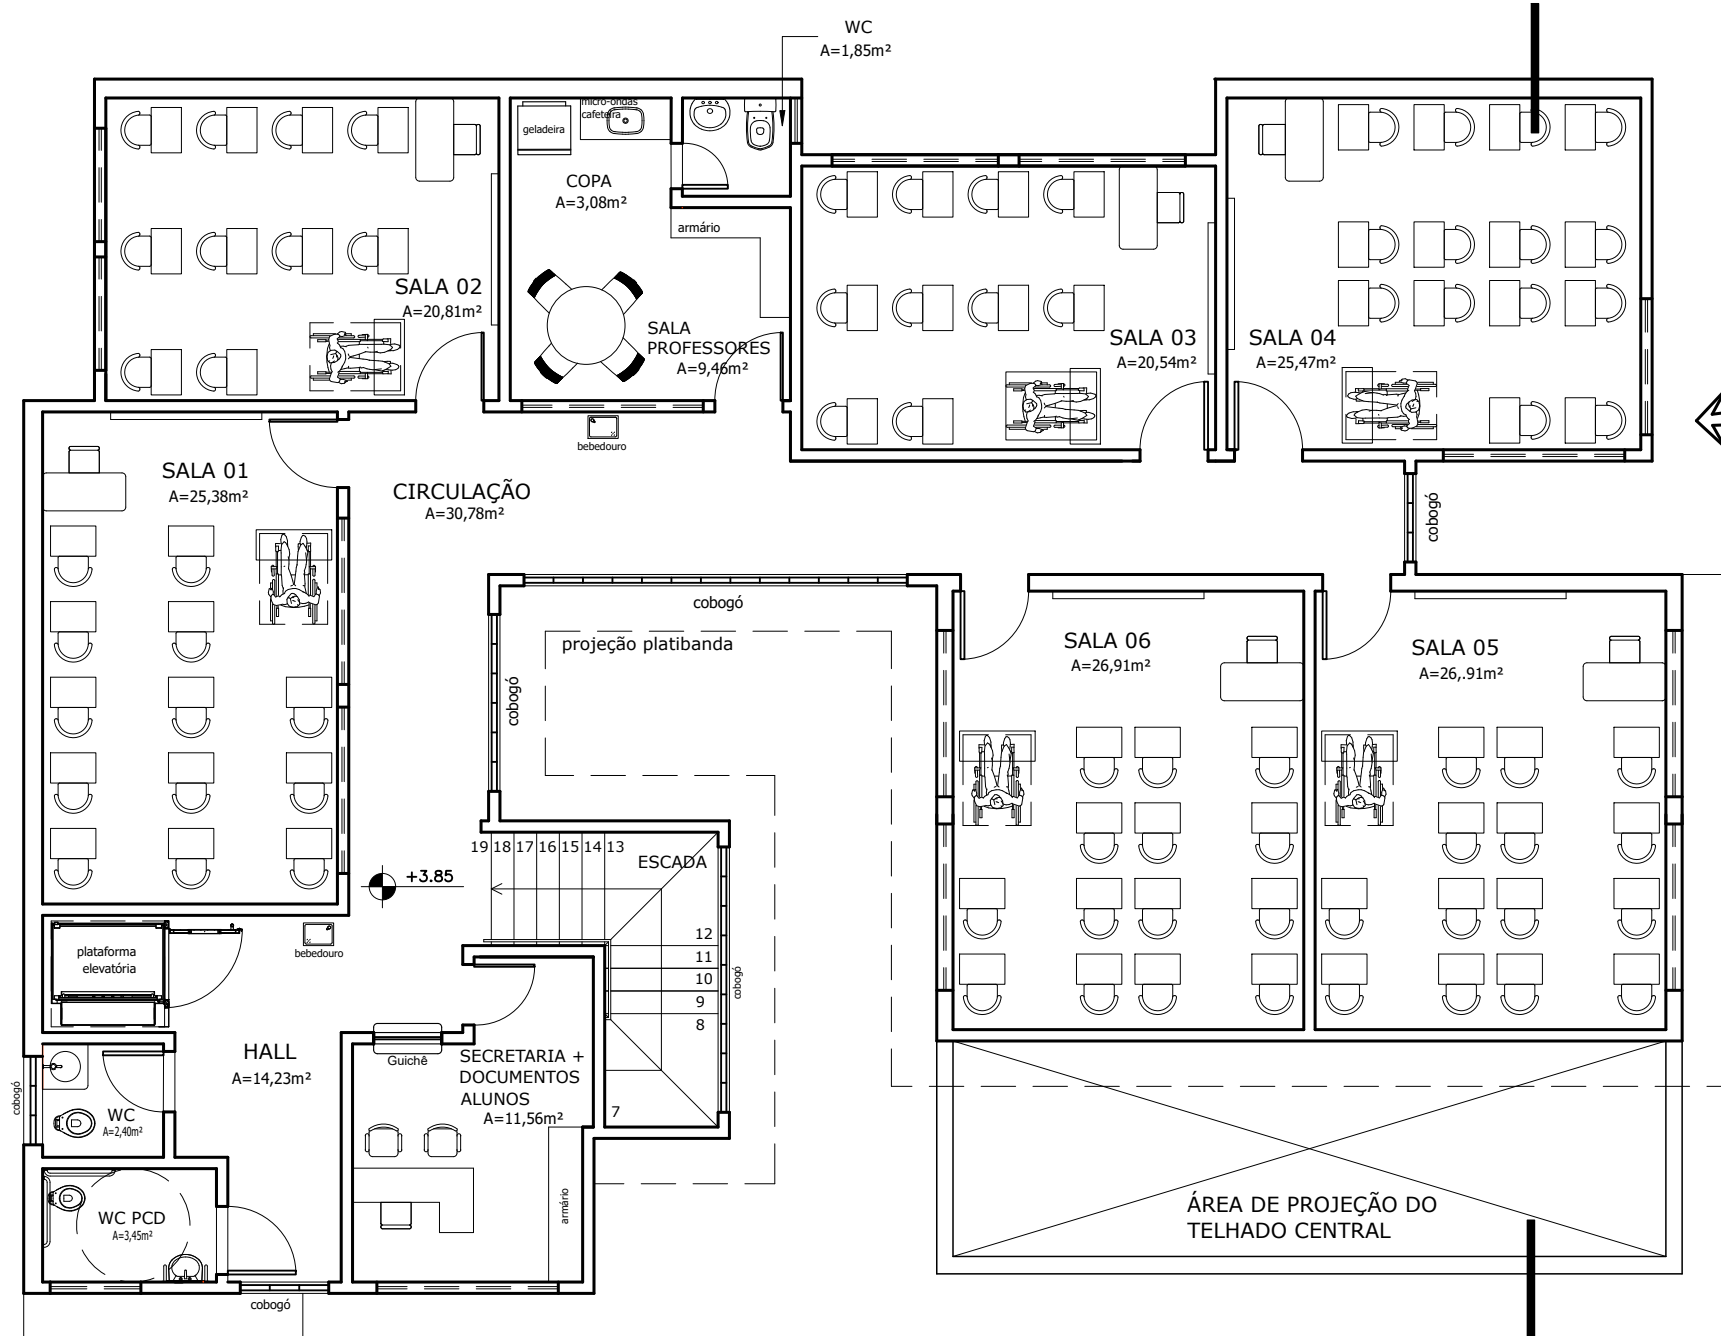 WC
A=1,85m²
micro-ondas
cafeteira
geladeira
COPA
A=3,08m²
armário
SALA 02
A=20,81m²
SALA
PROFESSORES
A=9,46m²
SALA 03
A=20,54m²
SALA 04
A=25,47m²
bebedouro
SALA 01
A=25,38m²
CIRCULAÇÃO
A=30,78m²
cobogó
cobogó
projeção platibanda
cobogó
SALA 06
A=26,91m²
SALA 05
A=26,.91m²
19 18 17 16 15 14 13
ESCADA
+3.85
12
11
10
9
8
7
cobogó
plataforma
elevatória
bebedouro
HALL
A=14,23m²
Guichê
SECRETARIA +
DOCUMENTOS
ALUNOS
A=11,56m²
cobogó
WC
A=2,40m²
armário
WC PCD
A=3,45m²
cobogó
ÁREA DE PROJEÇÃO DO
TELHADO CENTRAL